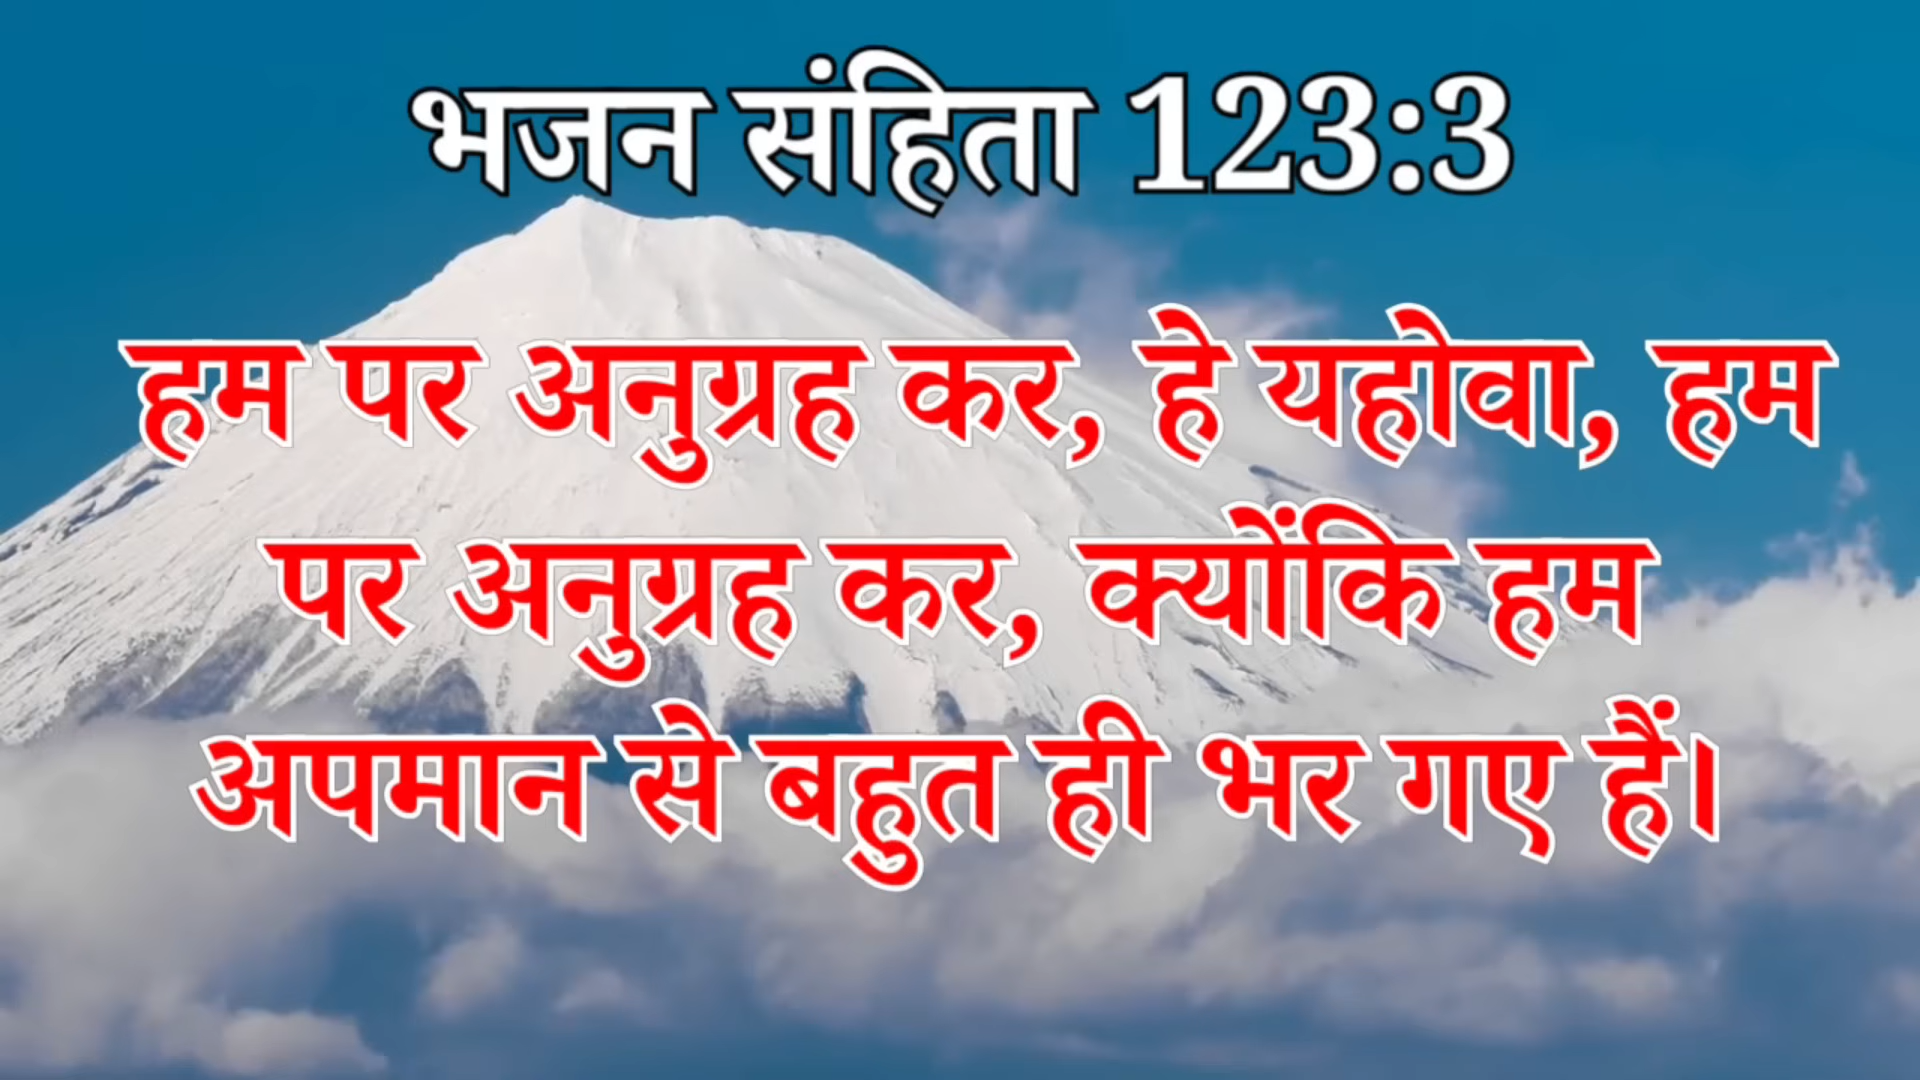 भजन संहिता 123:3
हम पर अनुग्रह कर, हे यहोवा, हम
पर अनुग्रह कर, क्योंकि हम
अपमान से बहुत ही भर गए हैं।